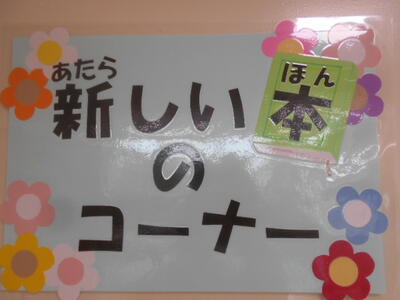 あたら ほん
新しい本
の
コーナー